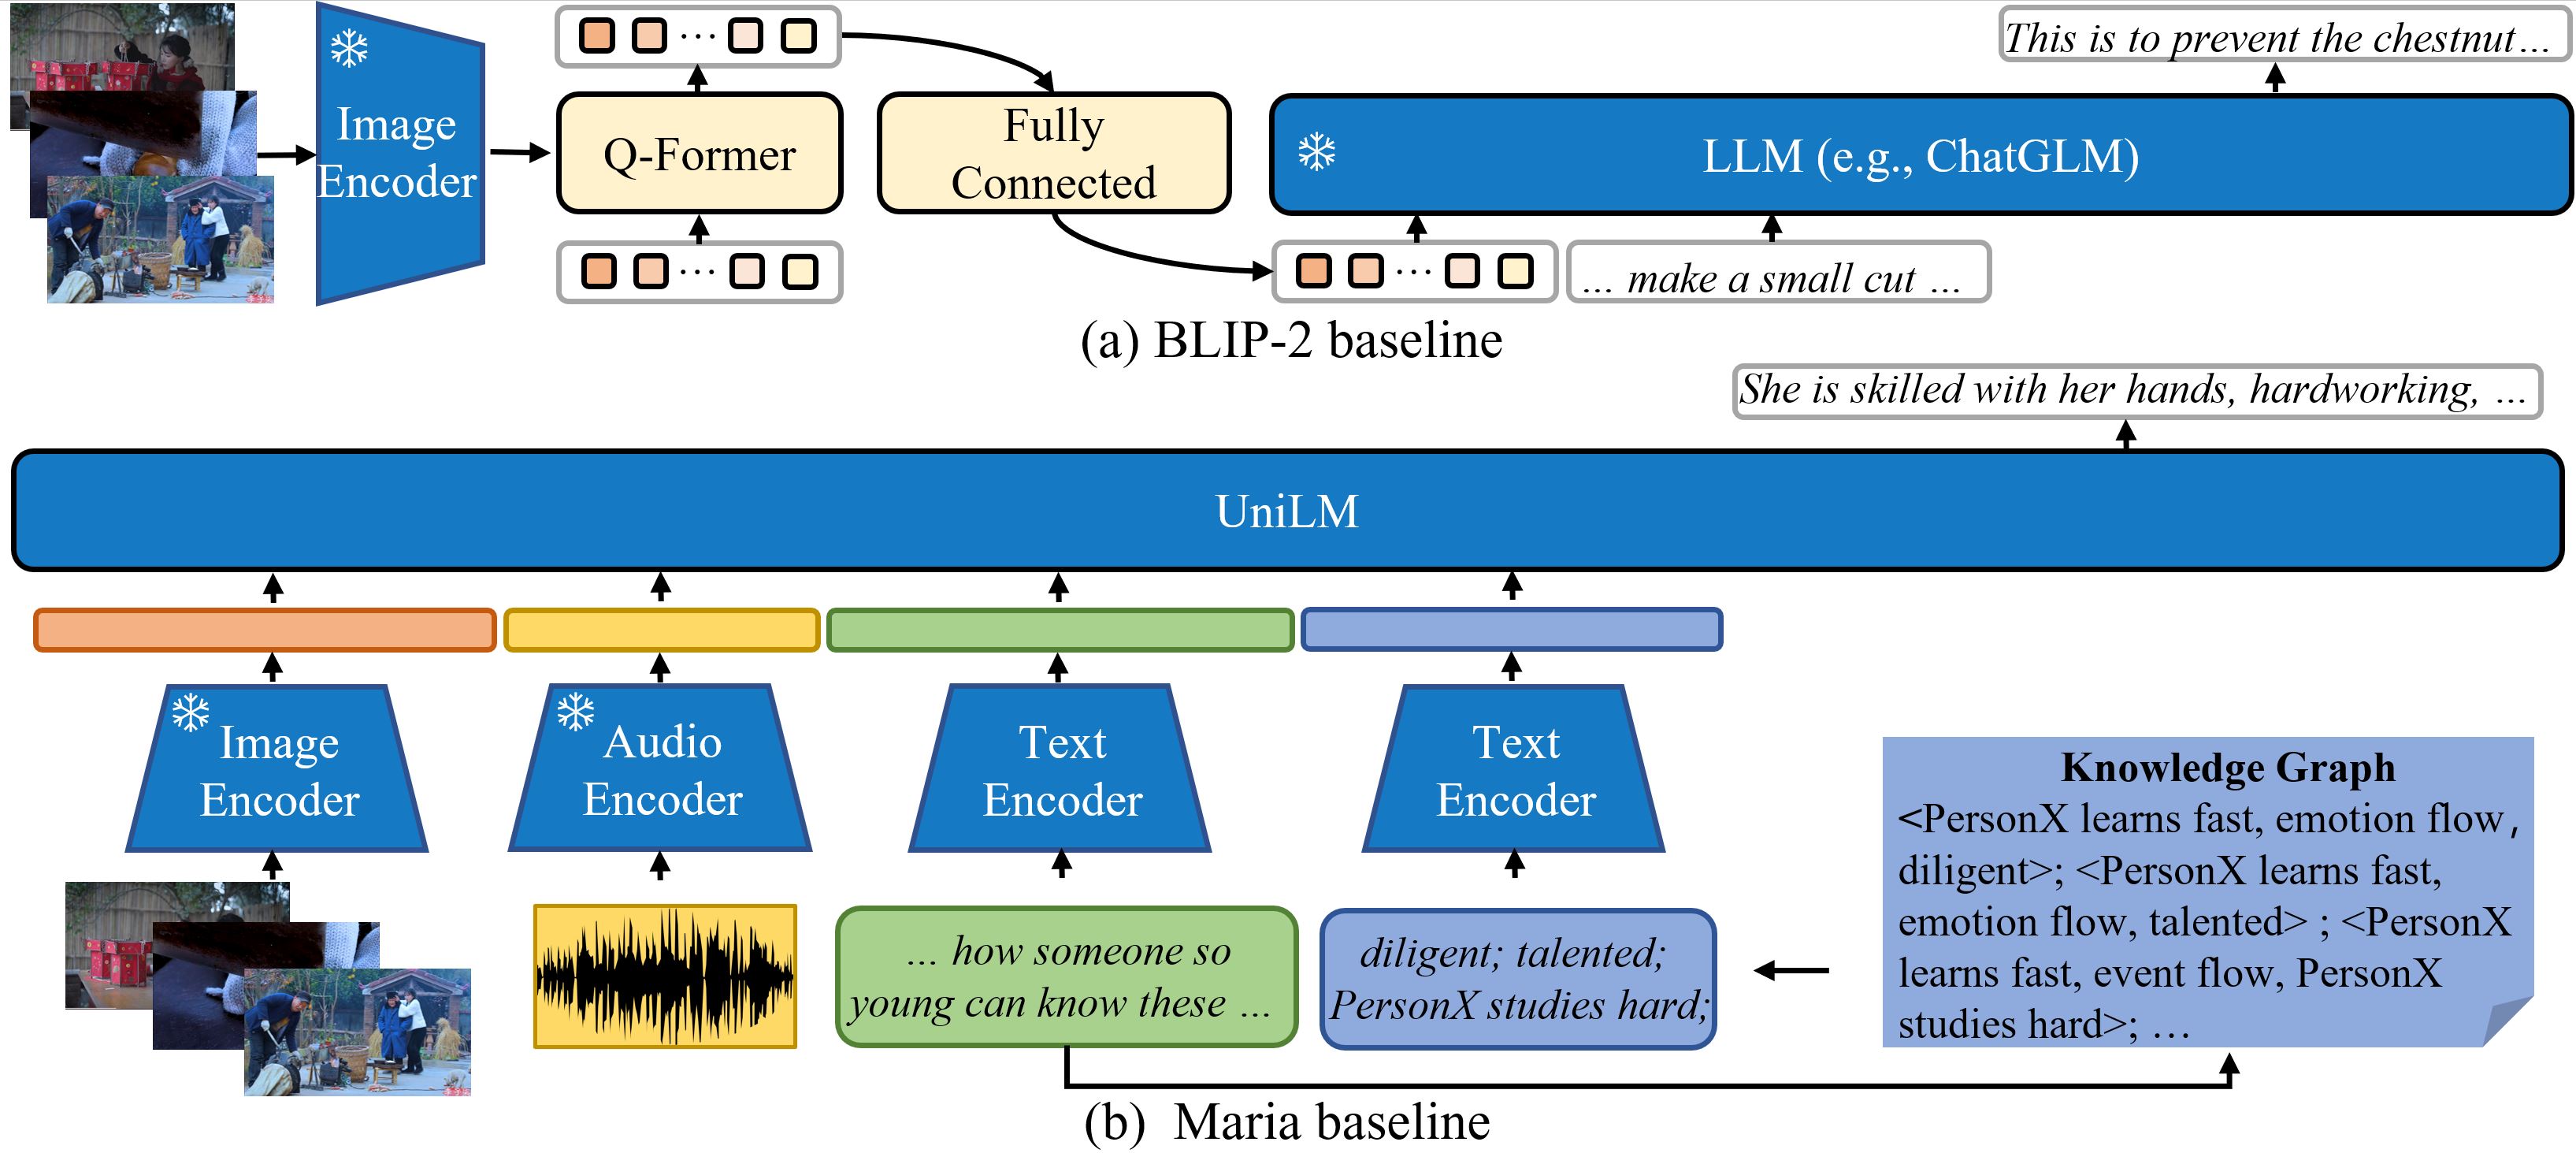 This is to prevent the chestnut...
Image
Encoder
Q-Former
Fully
Connected
LLM (e.g., ChatGLM)
... make a small cut ...
(a) BLIP-2 baseline
She is skilled with her hands, hardworking, ...
UniLM
Image
Encoder
Audio
Encoder
Text
Encoder
Text
Encoder
... how someone so
young can know these ...
diligent; talented;
PersonX studies hard;
Knowledge Graph
<PersonX learns fast, emotion flow,
diligent>; <PersonX learns fast,
emotion flow, talented> ; <PersonX
learns fast, event flow, PersonX
studies hard>; ...
(b) Maria baseline